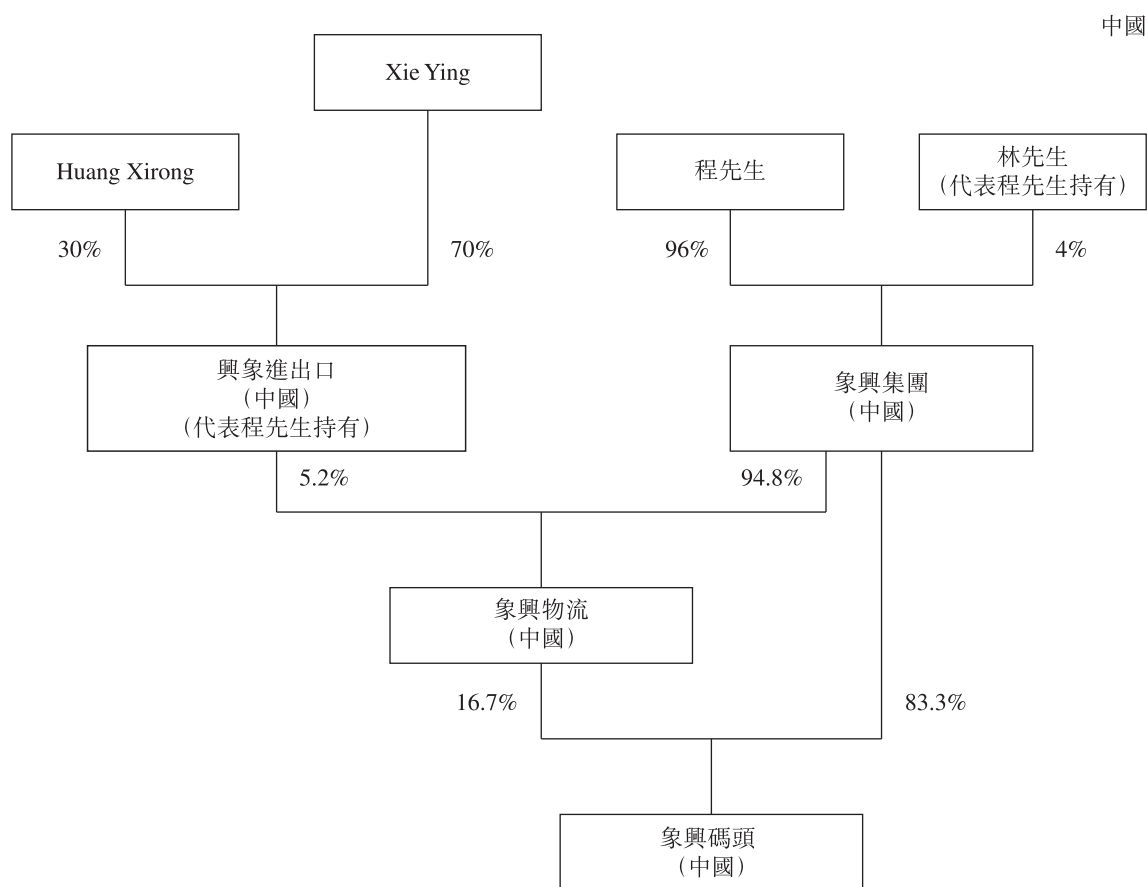 中國
Xie Ying
Huang Xirong
程先生
林先生
（代表程先生持有）
30%
70%
96%
4%
興象進出口
（中國）
（代表程先生持有）
象興集團
（中國）
5.2%
94.8%
象興物流
（中國）
16.7%
83.3%
象興碼頭
（中國）